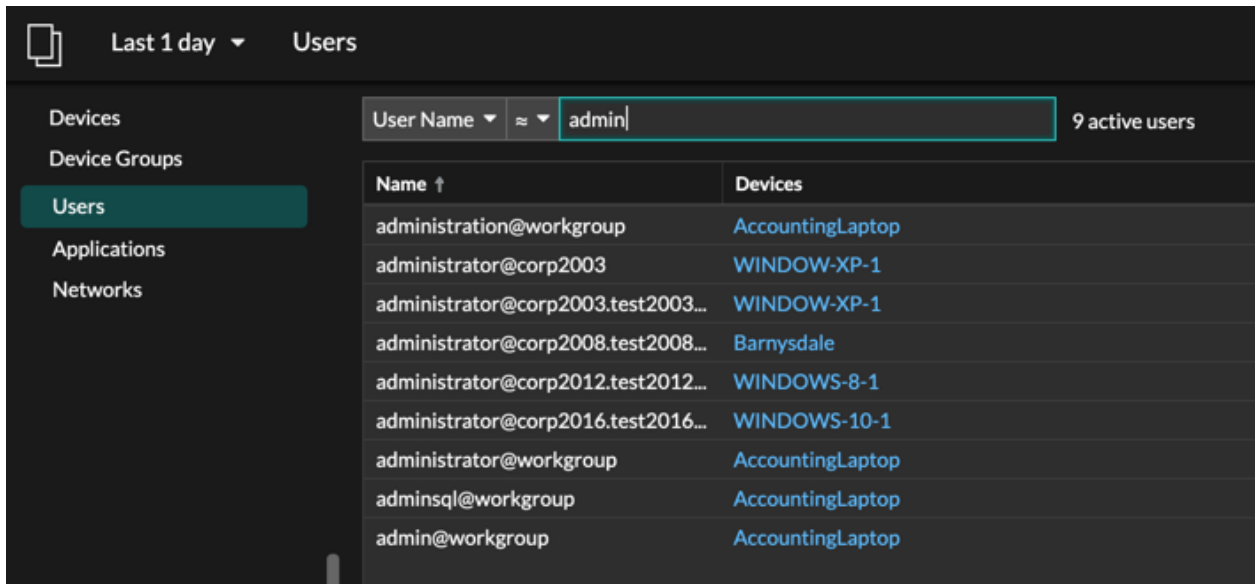 Last 1 day Users
Devices
Device Groups
Users
Applications
Networks
User Name ≈ admin 9 active users
Name ↑ Devices
administration@workgroup AccountingLaptop
administrator@corp2003 WINDOW-XP-1
administrator@corp2003.test2003... WINDOW-XP-1
administrator@corp2008.test2008... Barnysdale
administrator@corp2012.test2012... WINDOWS-8-1
administrator@corp2016.test2016... WINDOWS-10-1
administrator@workgroup AccountingLaptop
adminsql@workgroup AccountingLaptop
admin@workgroup AccountingLaptop